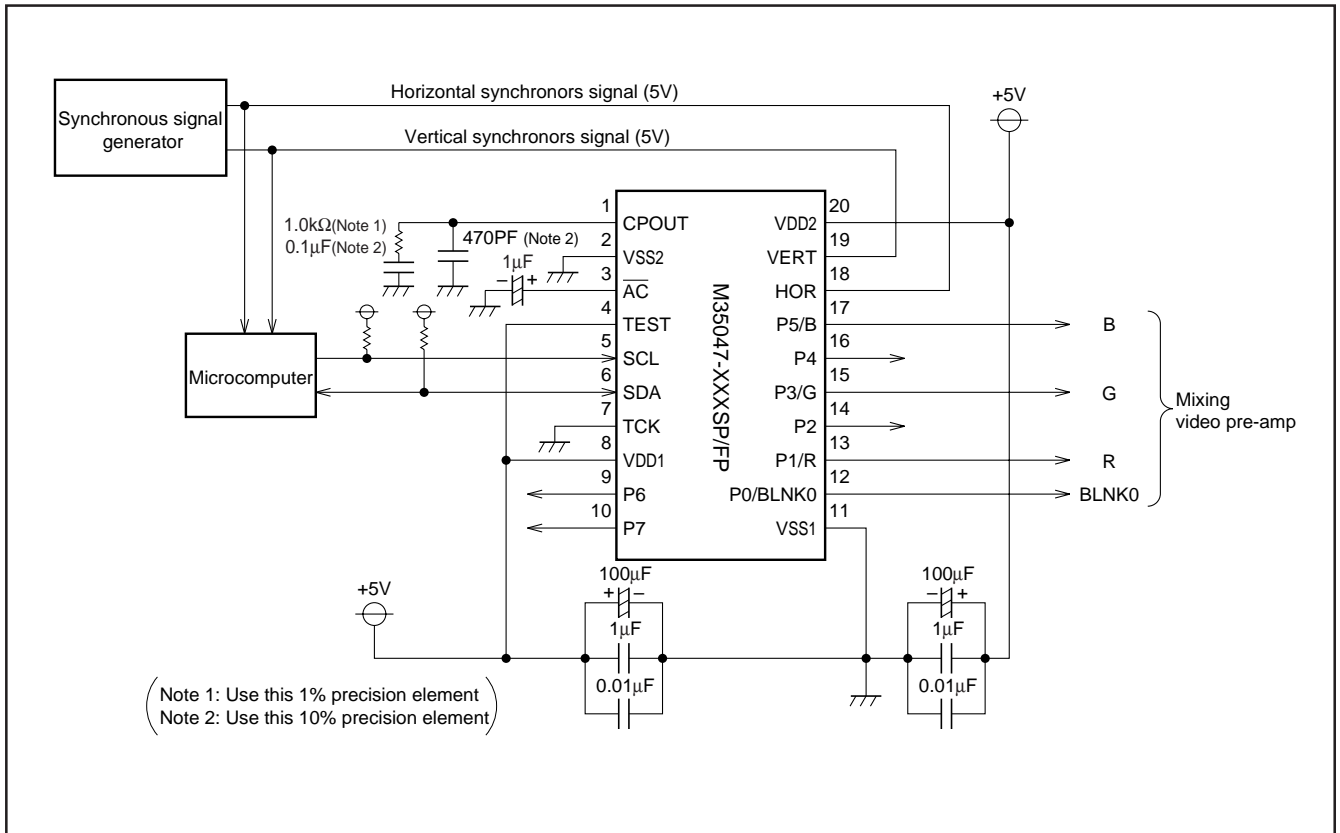 Synchronous signal
generator
Horizontal synchronors signal (5V)
Vertical synchronors signal (5V)
+5V
1.0kΩ(Note 1)
0.1μF(Note 2)
470PF (Note 2)
1μF
− +
Microcomputer
1
2
3
4
5
6
7
8
9
10
CPOUT
VSS2
AC
TEST
SCL
SDA
TCK
VDD1
P6
P7
M35047-XXXSP/FP
20
19
18
17
16
15
14
13
12
11
VDD2
VERT
HOR
P5/B
P4
P3/G
P2
P1/R
P0/BLNK0
VSS1
B
G
R
BLNK0
Mixing
video pre-amp
+5V
100μF
+ −
1μF
0.01μF
100μF
− +
1μF
0.01μF
Note 1: Use this 1% precision element
Note 2: Use this 10% precision element